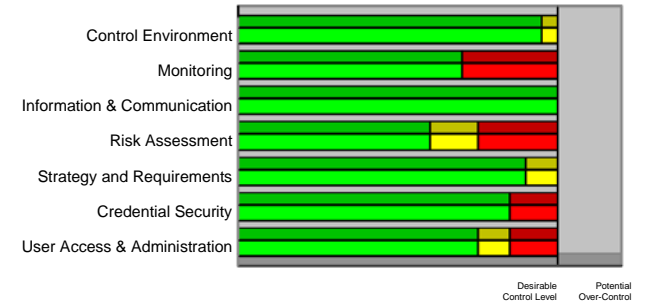 Control Environment
Monitoring
Information & Communication
Risk Assessment
Strategy and Requirements
Credential Security
User Access & Administration
Desirable
Control Level
Potential
Over-Control